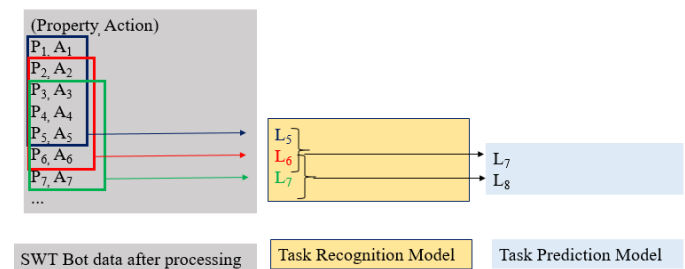 (Property, Action)
P1, A1
P2, A2
P3, A3
P4, A4
P5, A5
P6, A6
P7, A7
...
L5
L6
L7
L7
L8
SWT Bot data after processing
Task Recognition Model
Task Prediction Model